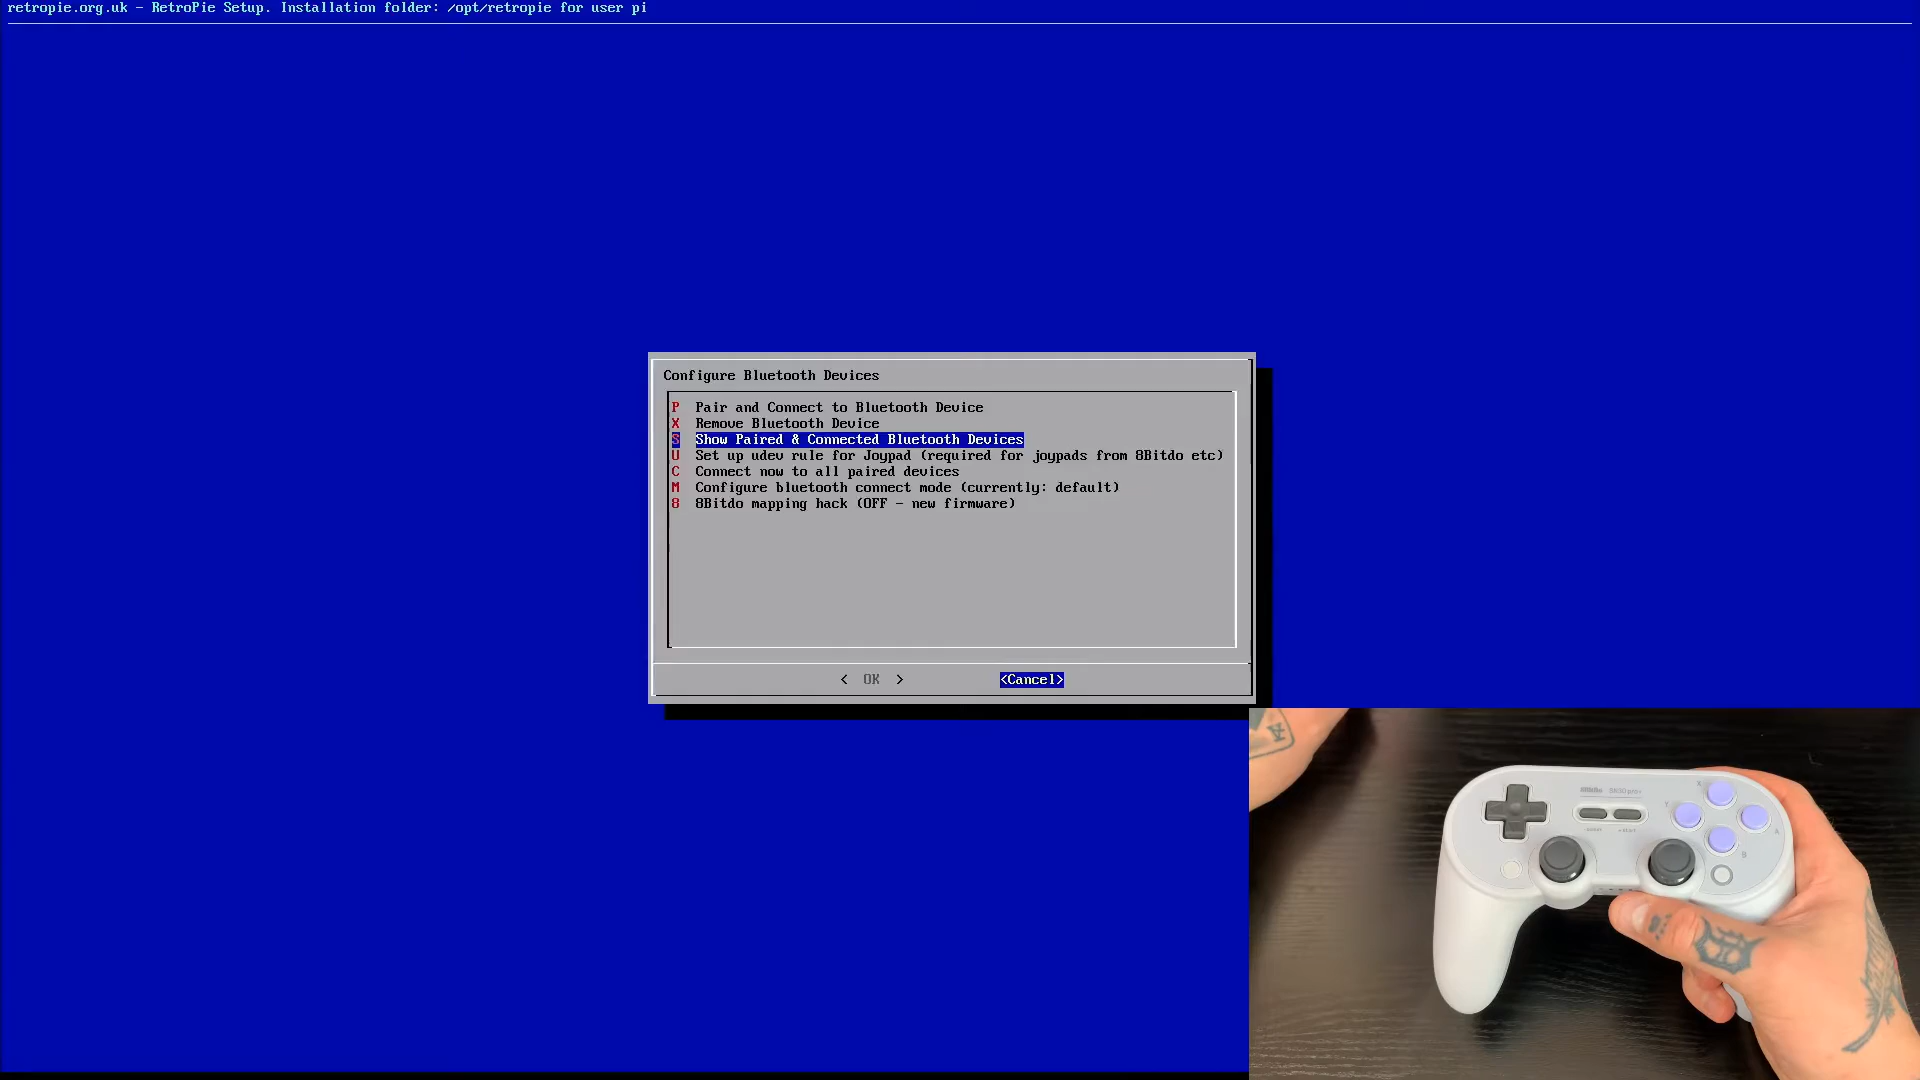 retropie.org.uk - RetroPie Setup. Installation folder: /opt/retropie for user pi
Configure Bluetooth Devices
P Pair and Connect to Bluetooth Device
X Remove Bluetooth Device
S Show Paired & Connected Bluetooth Devices
U Set up udev rule for Joypad (required for joypads from 8Bitdo etc)
C Connect now to all paired devices
M Configure bluetooth connect mode (currently: default)
8 8Bitdo mapping hack (OFF - new firmware)
< OK > <Cancel>
X
Y
A
B